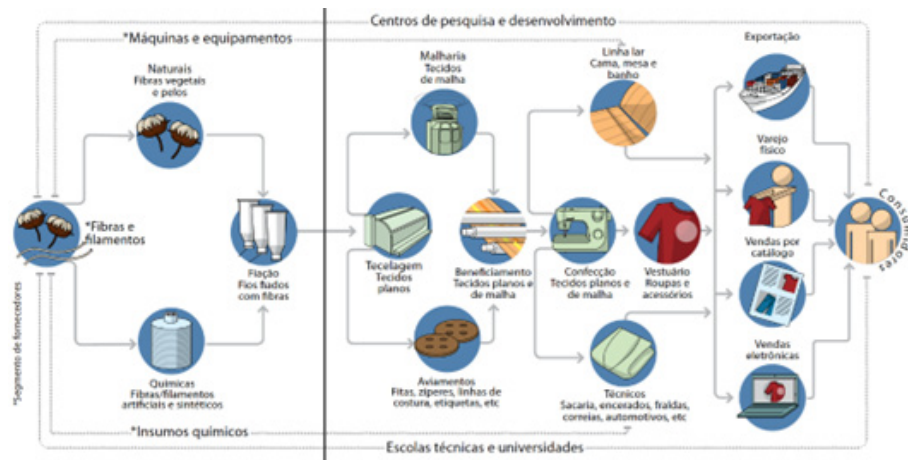 Centros de pesquisa e desenvolvimento
*Máquinas e equipamentos
Naturais
Fibras vegetais
e pelos
Malharia
Tecidos
de malha
Linha lar
Cama, mesa e
banho
Exportação
Varejo
físico
*Fibras e
filamentos
Fiação
Fios fiados
com fibras
Tecelagem
Tecidos
planos
Beneficiamento
Tecidos planos e
de malha
Confecção
Tecidos planos e
de malha
Vestuário
Roupas e
acessórios
Vendas por
catálogo
Consumidores
*Segmento de fornecedores
Químicas
Fibras/filamentos
artificiais e sintéticos
Aviamentos
Fitas, zíperes, linhas de
costura, etiquetas, etc
Técnicos
Sacaria, encerados, fraldas,
correias, automotivos, etc
Vendas
eletrônicas
*Insumos químicos
Escolas técnicas e universidades